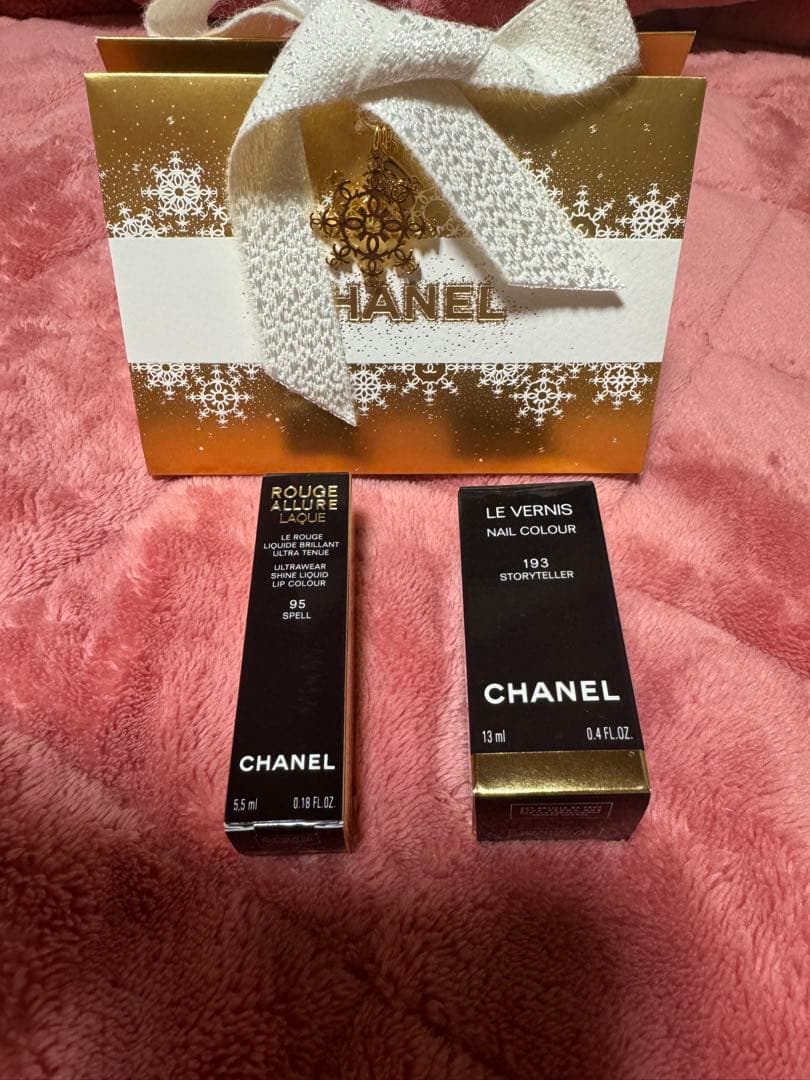 HANEL
ROUGE
ALLURE
LAQUE
LE ROUGE
LIQUIDE BRILLANT
ULTRA TENUE
ULTRAWEAR
SHINE LIQUID
LIP COLOUR
95
SPELL
CHANEL
5,5 ml 0.18 FL.OZ.
LE VERNIS
NAIL COLOUR
193
STORYTELLER
CHANEL
13 ml 0.4 FL.OZ.